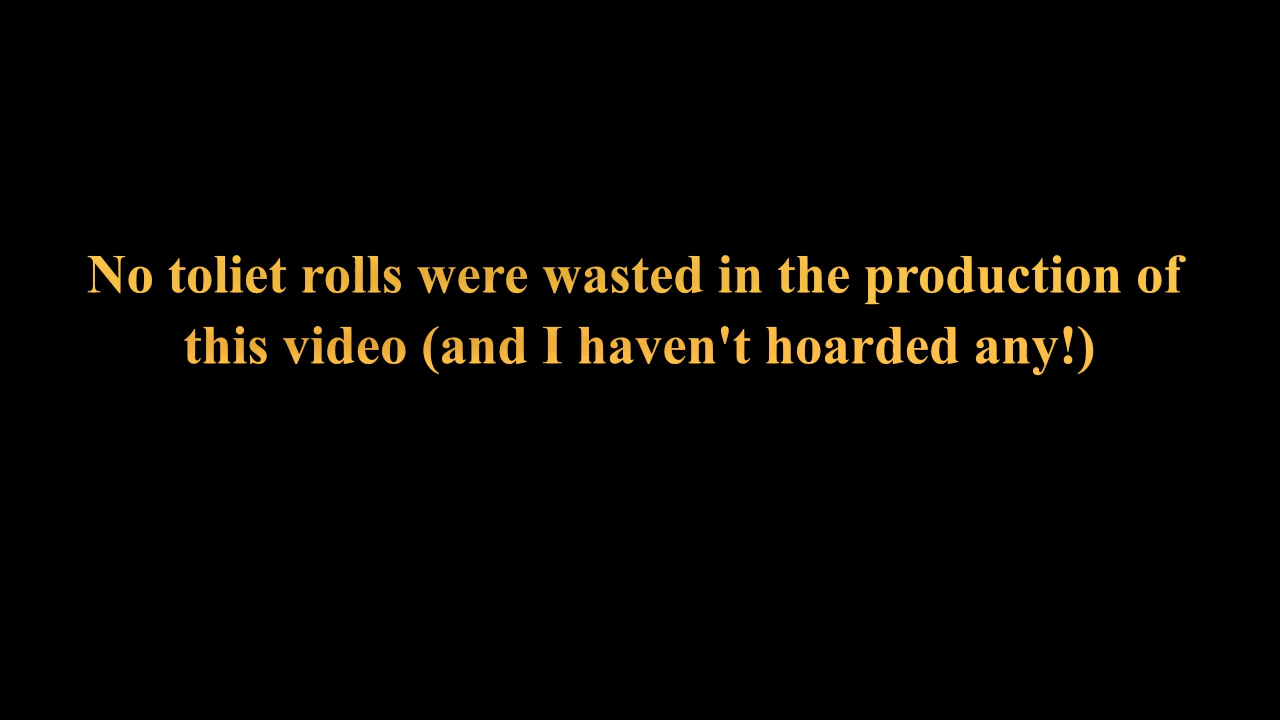 No toliet rolls were wasted in the production of
this video (and I haven't hoarded any!)